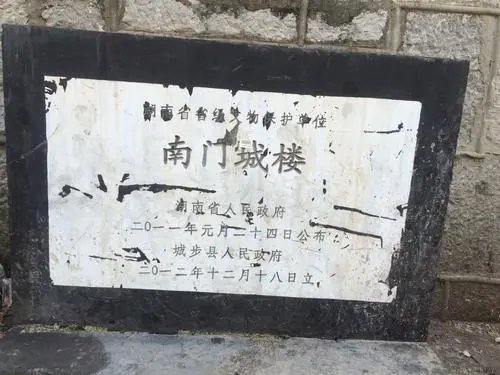 湖南省省级文物保护单位
南门城楼
湖南省人民政府
二〇一一年元月二十四日公布
城步县人民政府
二〇一二年十二月十八日立